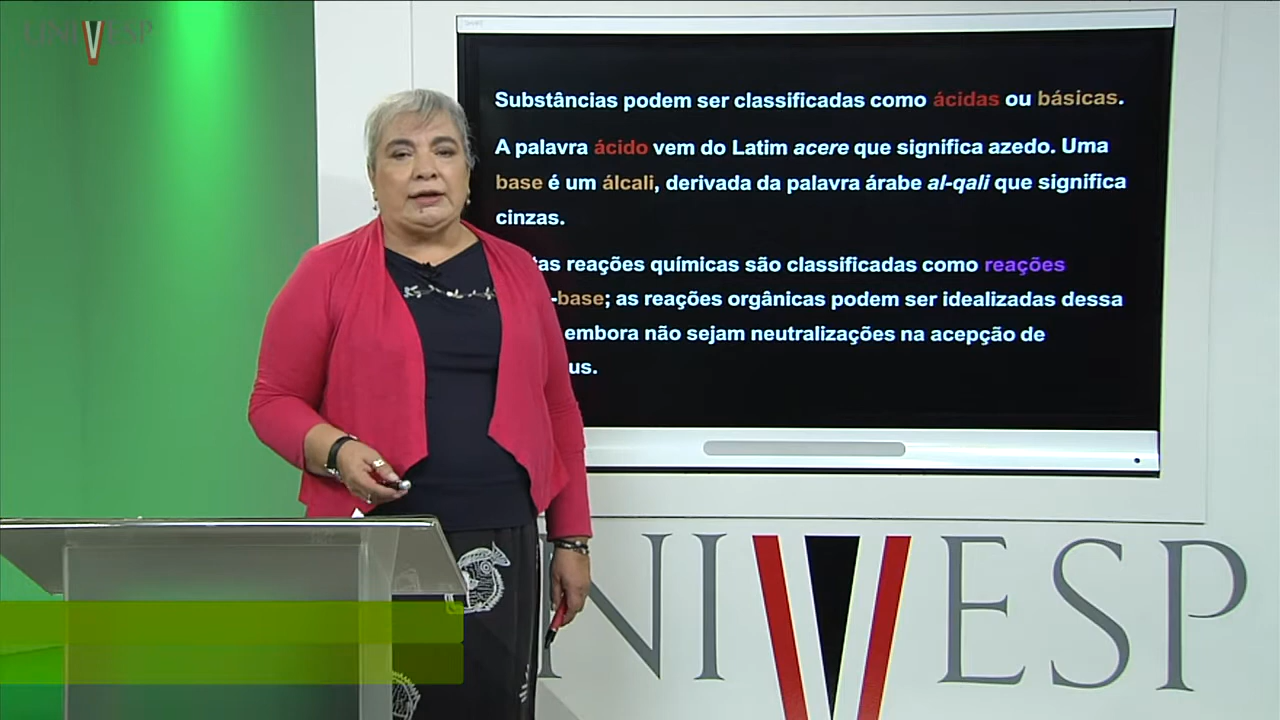 UNIVESP
Substâncias podem ser classificadas como ácidas ou básicas.
A palavra ácido vem do Latim acere que significa azedo. Uma
base é um álcali, derivada da palavra árabe al-qali que significa
cinzas.
reações químicas são classificadas como reações
-base; as reações orgânicas podem ser idealizadas dessa
embora não sejam neutralizações na acepção de
us.
NIVESP